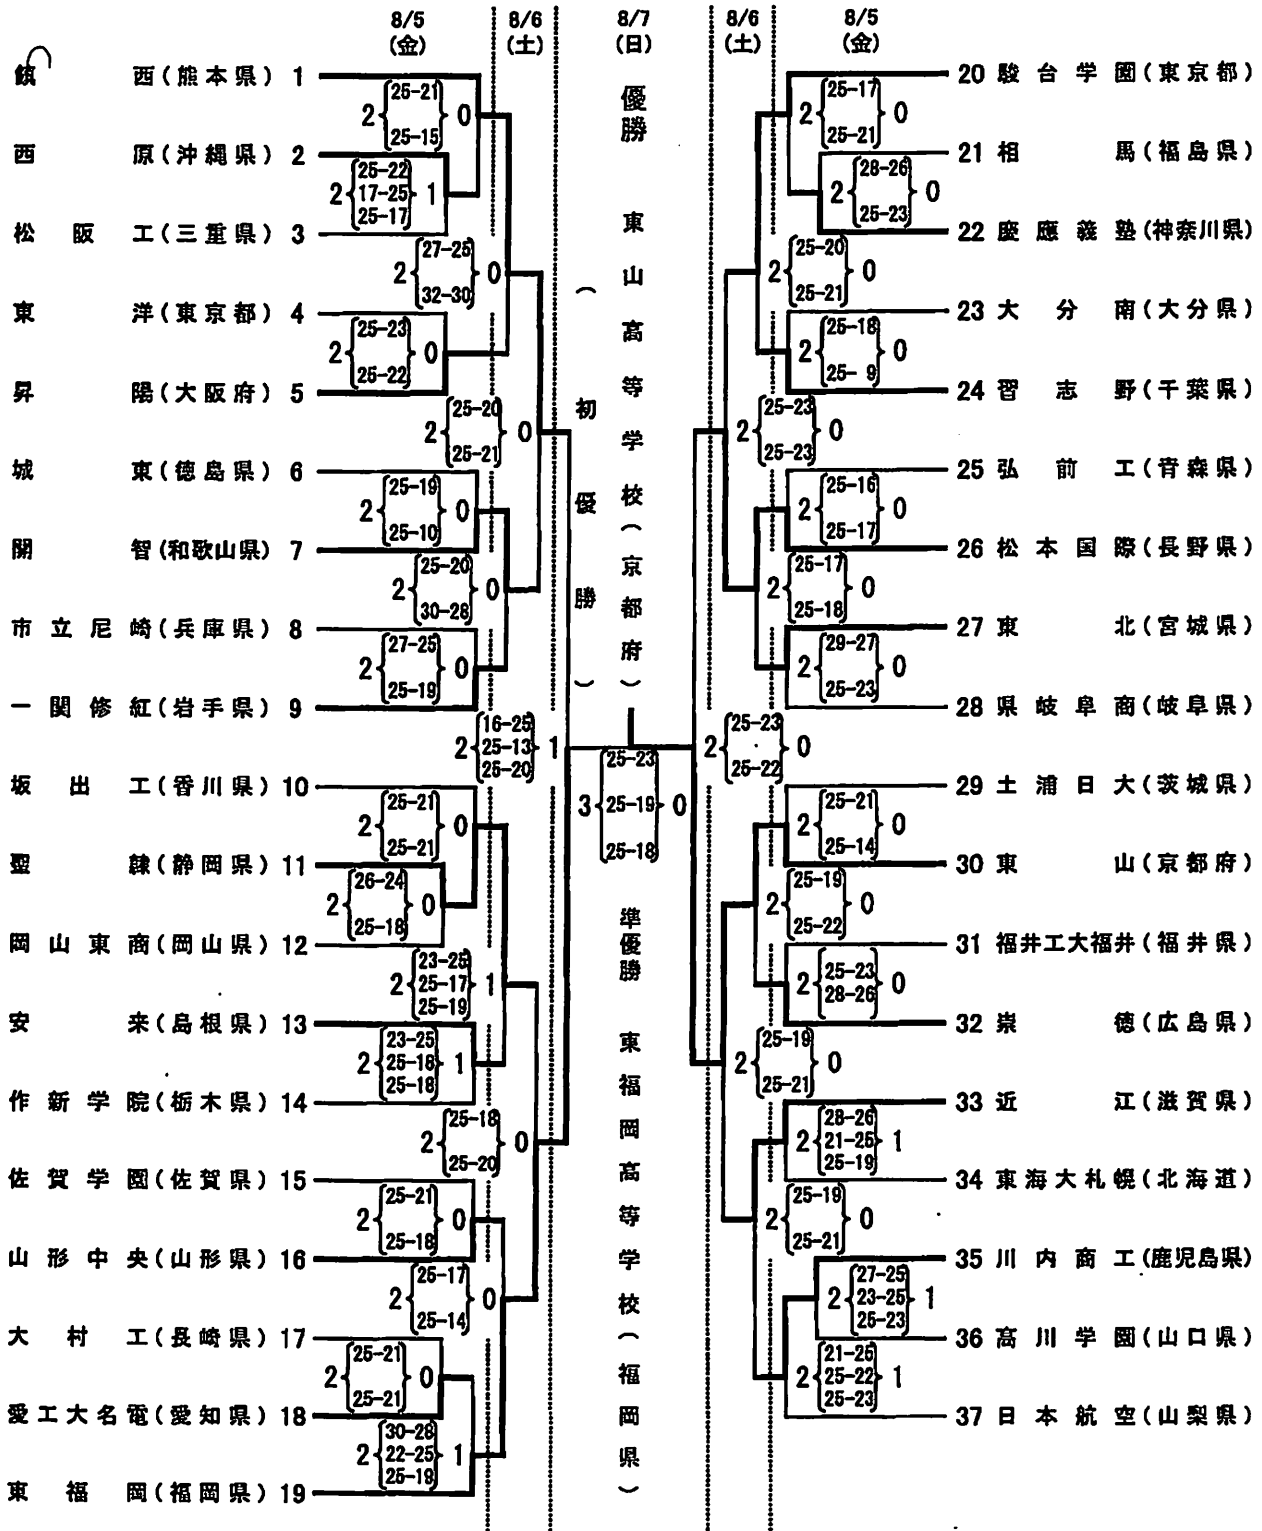 8/5 8/6 8/7 8/6 8/5
(金) (土) (日) (土) (金)
鎮西(熊本県) 1
2 25-21 25-15 0
西原(沖縄県) 2
2 25-22 17-25 25-17 1
松阪工(三重県) 3
2 27-25 32-30 0
東洋(東京都) 4
2 25-23 25-22 0
昇陽(大阪府) 5
2 25-20 25-21 0
城東(徳島県) 6
2 25-19 25-10 0
開智(和歌山県) 7
2 25-20 30-28 0
市立尼崎(兵庫県) 8
2 27-25 25-19 0
一関修紅(岩手県) 9
2 16-25 25-13 25-20 1
坂出工(香川県) 10
2 25-21 25-21 0
聖隷(静岡県) 11
2 26-24 25-18 0
岡山東商(岡山県) 12
2 23-25 25-17 25-19 1
安来(島根県) 13
2 23-25 25-18 25-18 1
作新学院(栃木県) 14
2 25-18 25-20 0
佐賀学園(佐賀県) 15
2 25-21 25-18 0
山形中央(山形県) 16
2 25-17 25-14 0
大村工(長崎県) 17
2 25-21 25-21 0
愛工大名電(愛知県) 18
2 30-28 22-25 25-19 1
東福岡(福岡県) 19
優勝 東山高等学校(京都府)
(初優勝)
3 25-23 25-19 25-18 0
準優勝 東福岡高等学校(福岡県)
20 駿台学園(東京都)
2 25-17 25-21 0
21 相馬(福島県)
2 28-26 25-23 0
22 慶應義塾(神奈川県)
2 25-20 25-21 0
23 大分南(大分県)
2 25-18 25-9 0
24 習志野(千葉県)
2 25-23 25-23 0
25 弘前工(青森県)
2 25-16 25-17 0
26 松本国際(長野県)
2 25-17 25-18 0
27 東北(宮城県)
2 29-27 25-23 0
28 県岐阜商(岐阜県)
2 25-23 25-22 0
29 土浦日大(茨城県)
2 25-21 25-14 0
30 東山(京都府)
2 25-19 25-22 0
31 福井工大福井(福井県)
2 25-23 28-26 0
32 崇徳(広島県)
2 25-19 25-21 0
33 近江(滋賀県)
2 28-26 21-25 25-19 1
34 東海大札幌(北海道)
2 25-19 25-21 0
35 川内商工(鹿児島県)
2 27-25 23-25 25-23 1
36 高川学園(山口県)
2 21-25 25-22 25-23 1
37 日本航空(山梨県)